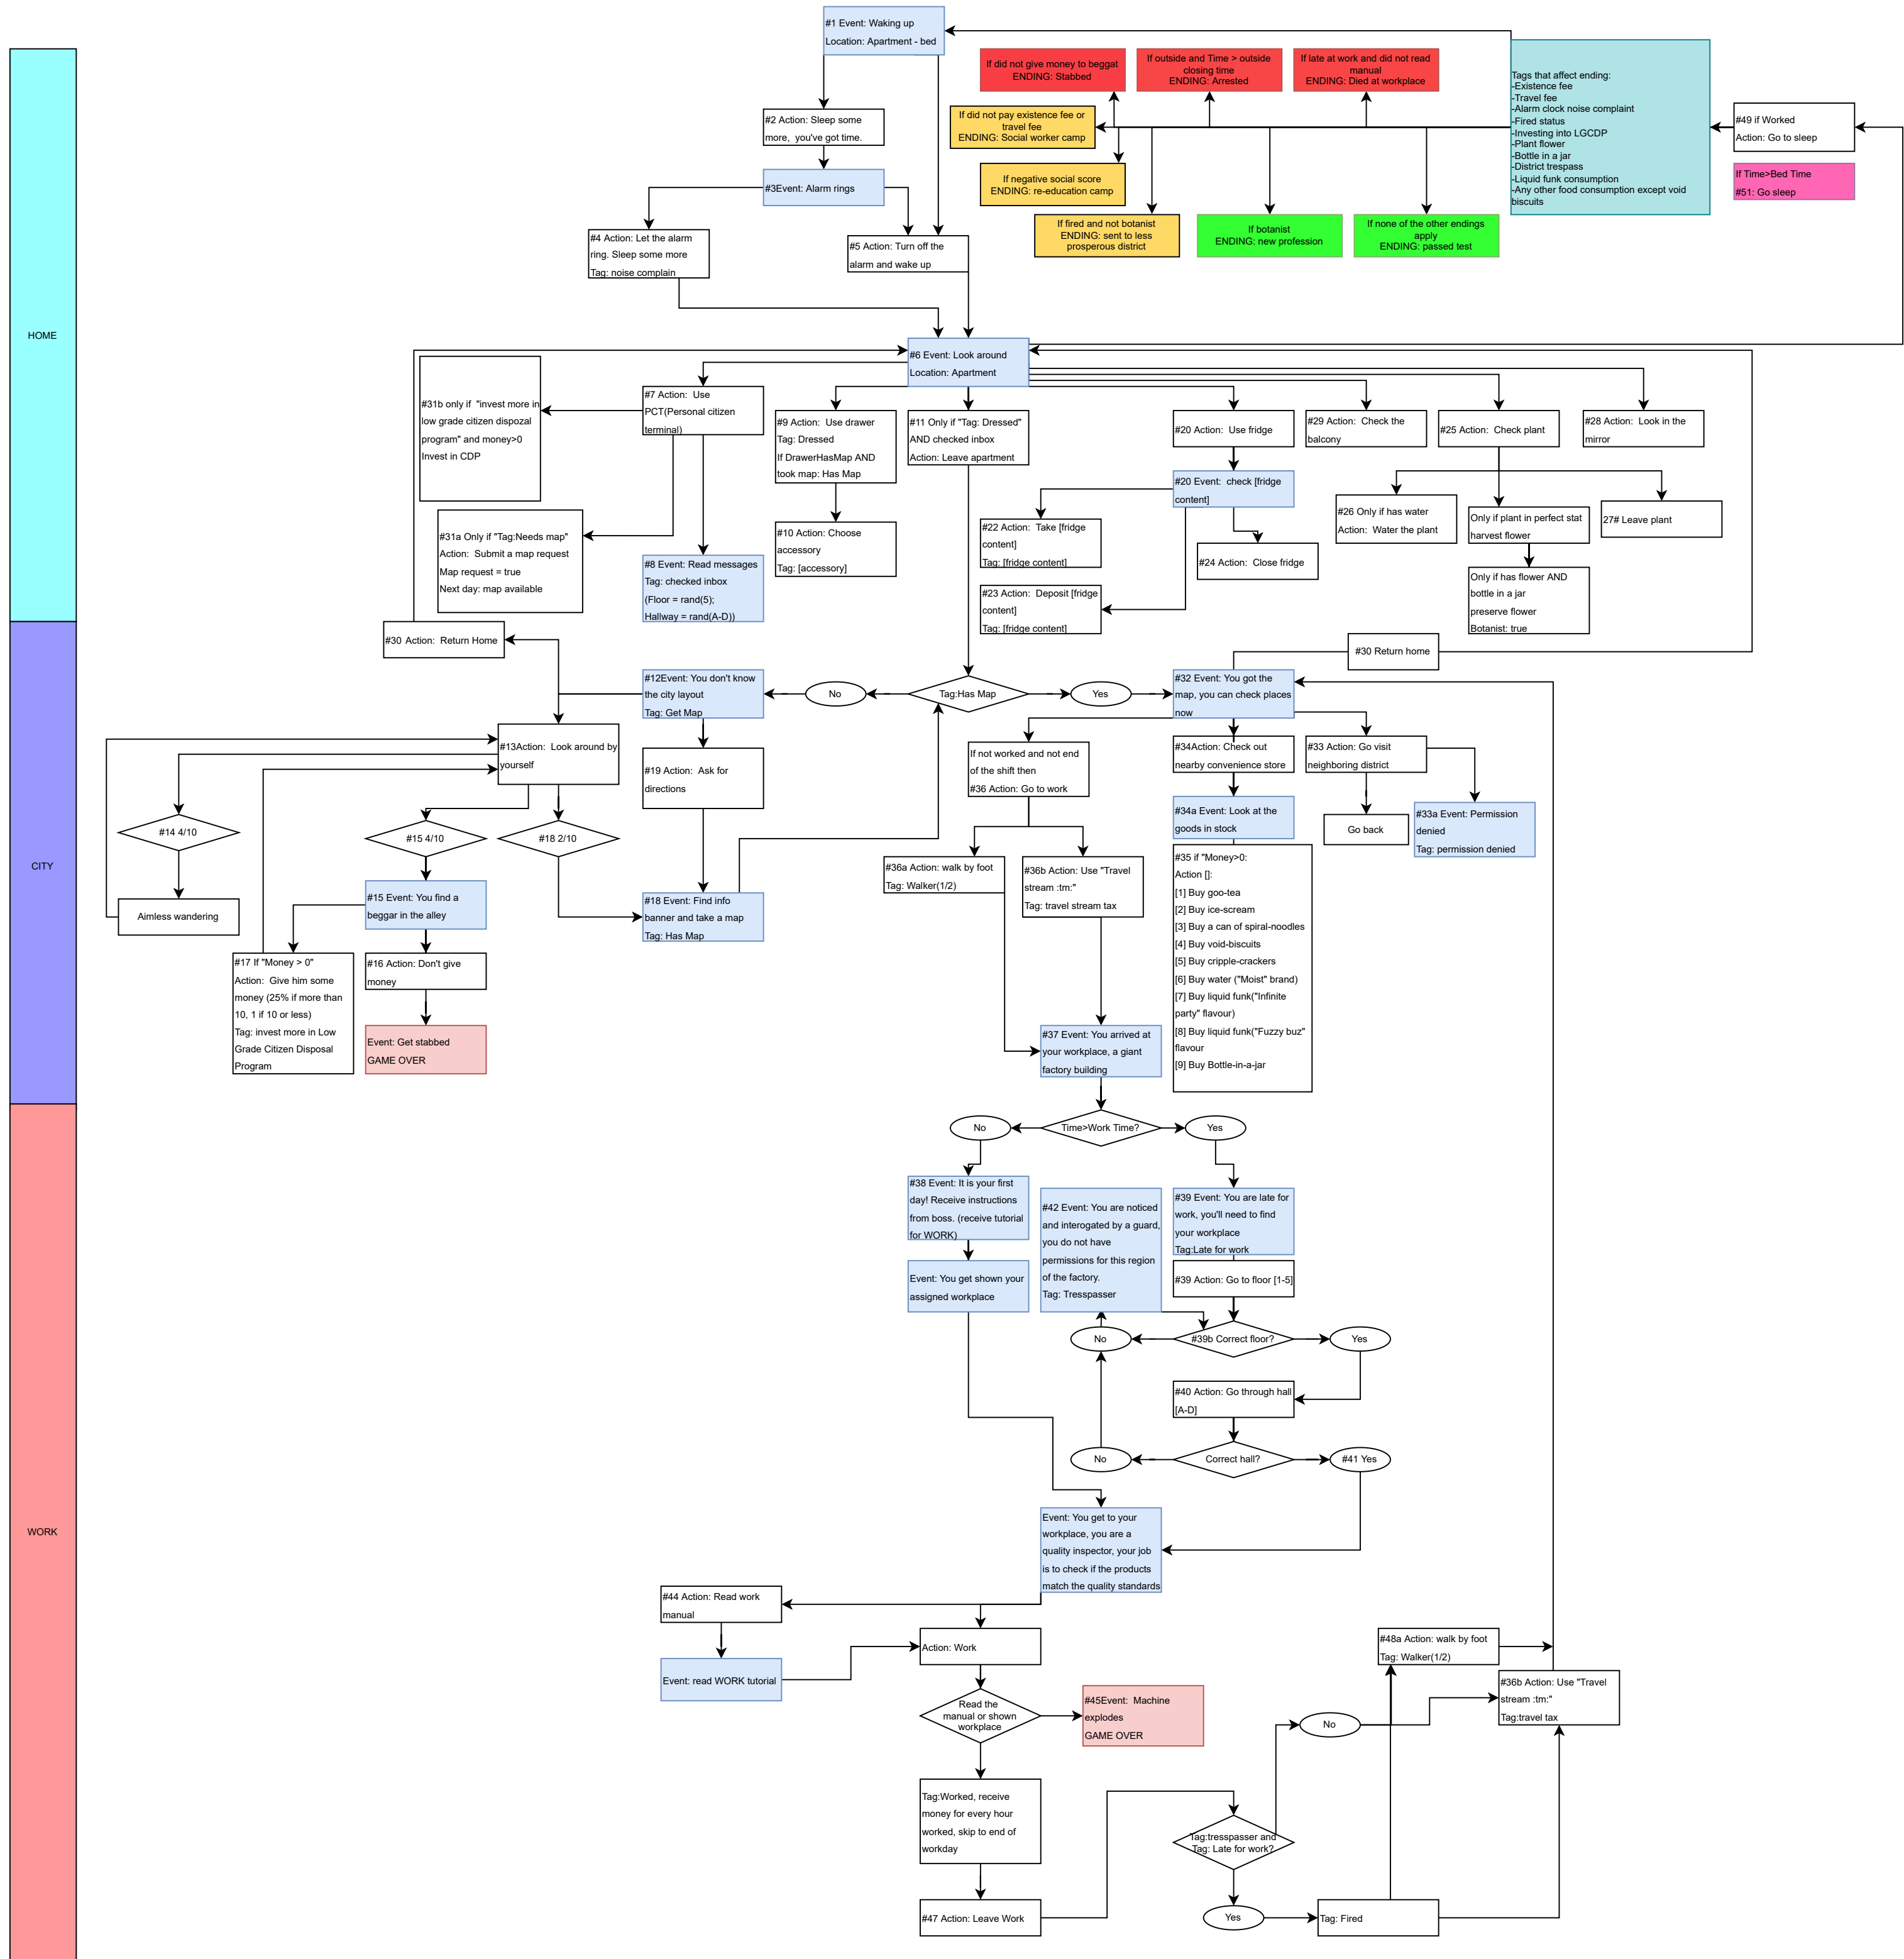 #1 Event: Waking up
Location: Apartment - bed
If did not give money to beggat
ENDING: Stabbed
If outside and Time > outside
closing time
ENDING: Arrested
If late at work and did not read
manual
ENDING: Died at workplace
Tags that affect ending:
-Existence fee
-Travel fee
-Alarm clock noise complaint
-Fired status
-Investing into LGCDP
-Plant flower
-Bottle in a jar
-District trespass
-Liquid funk consumption
-Any other food consumption except void
biscuits
#49 if Worked
Action: Go to sleep
If Time>Bed Time
#51: Go sleep
#2 Action: Sleep some
more,  you've got time.
If did not pay existence fee or
travel fee
ENDING: Social worker camp
#3Event: Alarm rings
If negative social score
ENDING: re-education camp
If fired and not botanist
ENDING: sent to less
prosperous district
If botanist
ENDING: new profession
If none of the other endings
apply
ENDING: passed test
#4 Action: Let the alarm
ring. Sleep some more
Tag: noise complain
#5 Action: Turn off the
alarm and wake up
HOME
#6 Event: Look around
Location: Apartment
#31b only if  "invest more in
low grade citizen dispozal
program" and money>0
Invest in CDP
#7 Action:  Use
PCT(Personal citizen
terminal)
#9 Action:  Use drawer
Tag: Dressed
If DrawerHasMap AND
took map: Has Map
#11 Only if "Tag: Dressed"
AND checked inbox
Action: Leave apartment
#20 Action:  Use fridge
#29 Action:  Check the
balcony
#25 Action:  Check plant
#28 Action:  Look in the
mirror
#20 Event:  check [fridge
content]
#31a Only if "Tag:Needs map"
Action:  Submit a map request
Map request = true
Next day: map available
#8 Event: Read messages
Tag: checked inbox
(Floor = rand(5);
Hallway = rand(A-D))
#10 Action: Choose
accessory
Tag: [accessory]
#22 Action:  Take [fridge
content]
Tag: [fridge content]
#24 Action:  Close fridge
#26 Only if has water
Action:  Water the plant
Only if plant in perfect stat
harvest flower
27# Leave plant
#23 Action:  Deposit [fridge
content]
Tag: [fridge content]
Only if has flower AND
bottle in a jar
preserve flower
Botanist: true
#30 Action:  Return Home
#30 Return home
CITY
#12Event: You don't know
the city layout
Tag: Get Map
No
Tag:Has Map
Yes
#32 Event: You got the
map, you can check places
now
#13Action:  Look around by
yourself
#19 Action:  Ask for
directions
If not worked and not end
of the shift then
#36 Action: Go to work
#34Action: Check out
nearby convenience store
#33 Action: Go visit
neighboring district
#14 4/10
#15 4/10
#18 2/10
#34a Event: Look at the
goods in stock
Go back
#33a Event: Permission
denied
Tag: permission denied
Aimless wandering
#15 Event: You find a
beggar in the alley
#18 Event: Find info
banner and take a map
Tag: Has Map
#36a Action: walk by foot
Tag: Walker(1/2)
#36b Action: Use "Travel
stream :tm:"
Tag: travel stream tax
#35 if "Money>0:
Action []:
[1] Buy goo-tea
[2] Buy ice-scream
[3] Buy a can of spiral-noodles
[4] Buy void-biscuits
[5] Buy cripple-crackers
[6] Buy water ("Moist" brand)
[7] Buy liquid funk("Infinite
party" flavour)
[8] Buy liquid funk("Fuzzy buz"
flavour
[9] Buy Bottle-in-a-jar
#17 If "Money > 0"
Action:  Give him some
money (25% if more than
10, 1 if 10 or less)
Tag: invest more in Low
Grade Citizen Disposal
Program
#16 Action: Don't give
money
Event: Get stabbed
GAME OVER
#37 Event: You arrived at
your workplace, a giant
factory building
WORK
No
Time>Work Time?
Yes
#38 Event: It is your first
day! Receive instructions
from boss. (receive tutorial
for WORK)
#42 Event: You are noticed
and interogated by a guard,
you do not have
permissions for this region
of the factory.
Tag: Tresspasser
#39 Event: You are late for
work, you'll need to find
your workplace
Tag:Late for work
Event: You get shown your
assigned workplace
#39 Action: Go to floor [1-5]
No
#39b Correct floor?
Yes
#40 Action: Go through hall
[A-D]
No
Correct hall?
#41 Yes
Event: You get to your
workplace, you are a
quality inspector, your job
is to check if the products
match the quality standards
#44 Action: Read work
manual
Action: Work
Event: read WORK tutorial
Read the
manual or shown
workplace
#45Event:  Machine
explodes
GAME OVER
#48a Action: walk by foot
Tag: Walker(1/2)
#36b Action: Use "Travel
stream :tm:"
Tag:travel tax
No
Tag:Worked, receive
money for every hour
worked, skip to end of
workday
Tag:tresspasser and
Tag: Late for work?
#47 Action: Leave Work
Yes
Tag: Fired